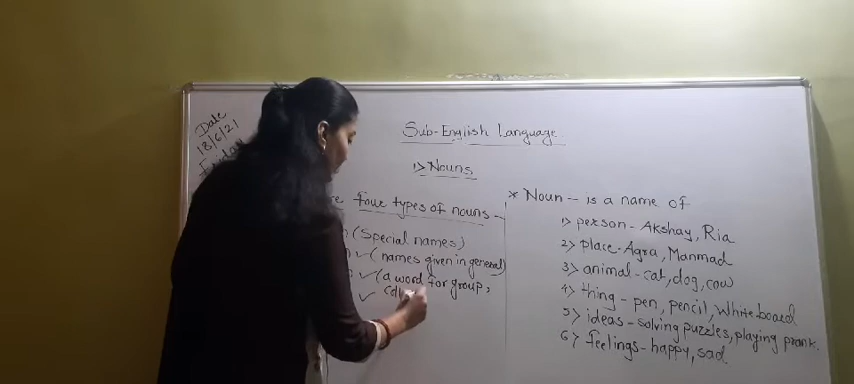 Date
18/6/21
Friday
Sub-English Language
1> Nouns
four types of nouns -
(Special names)
✓ (names given in general)
✓ (a word for group,
✓
* Noun - is a name of
1> person - Akshay, Ria
2> place - Agra, Manmad
3> animal - cat, dog, cow
4> thing - pen, pencil, White board
5> ideas - solving puzzles, playing prank.
6> feelings - happy, sad